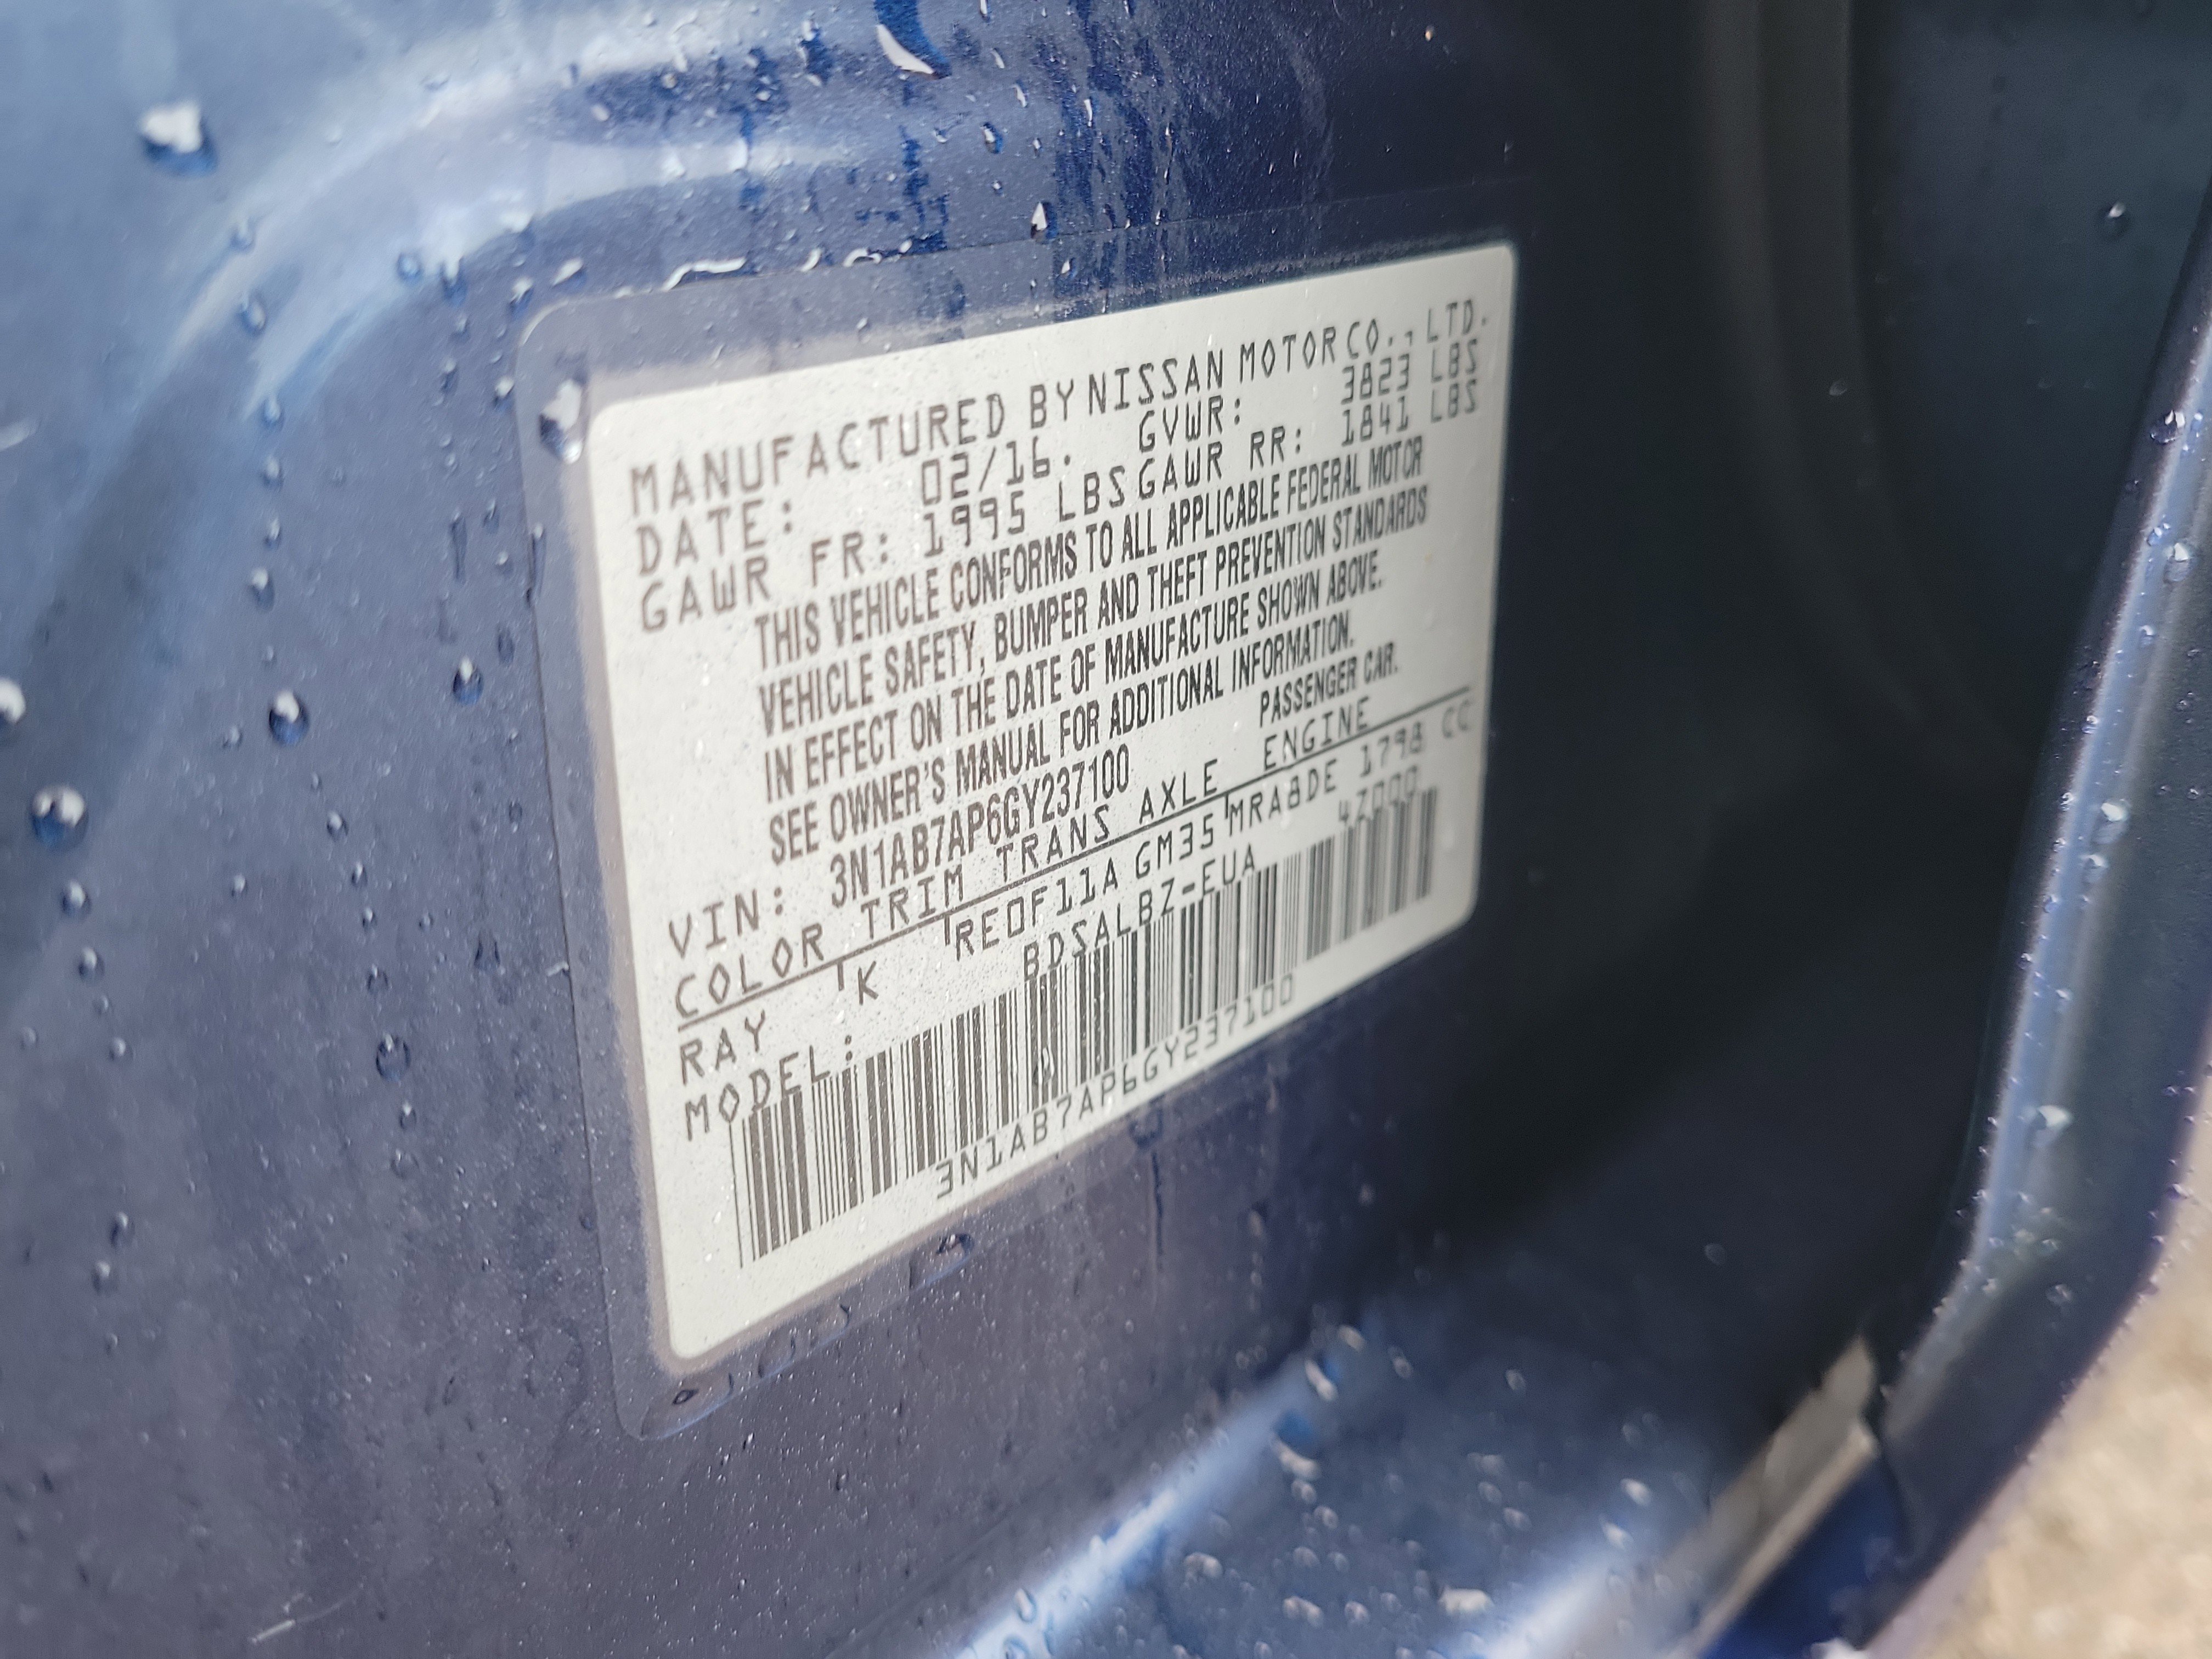 MANUFACTURED BY NISSAN MOTOR CO., LTD.
DATE: 02/16. GVWR: 3823 LBS
GAWR FR: 1995 LBS GAWR RR: 1841 LBS
THIS VEHICLE CONFORMS TO ALL APPLICABLE FEDERAL MOTOR
VEHICLE SAFETY, BUMPER AND THEFT PREVENTION STANDARDS
IN EFFECT ON THE DATE OF MANUFACTURE SHOWN ABOVE.
SEE OWNER'S MANUAL FOR ADDITIONAL INFORMATION.
VIN: 3N1AB7AP6GY237100 PASSENGER CAR.
COLOR TRIM TRANS AXLE ENGINE
RAY K RE0F11A GM35 MRA8DE 1798 CC
MODEL: BDSALBZ-EUA 4Z000
3N1AB7AP6GY237100